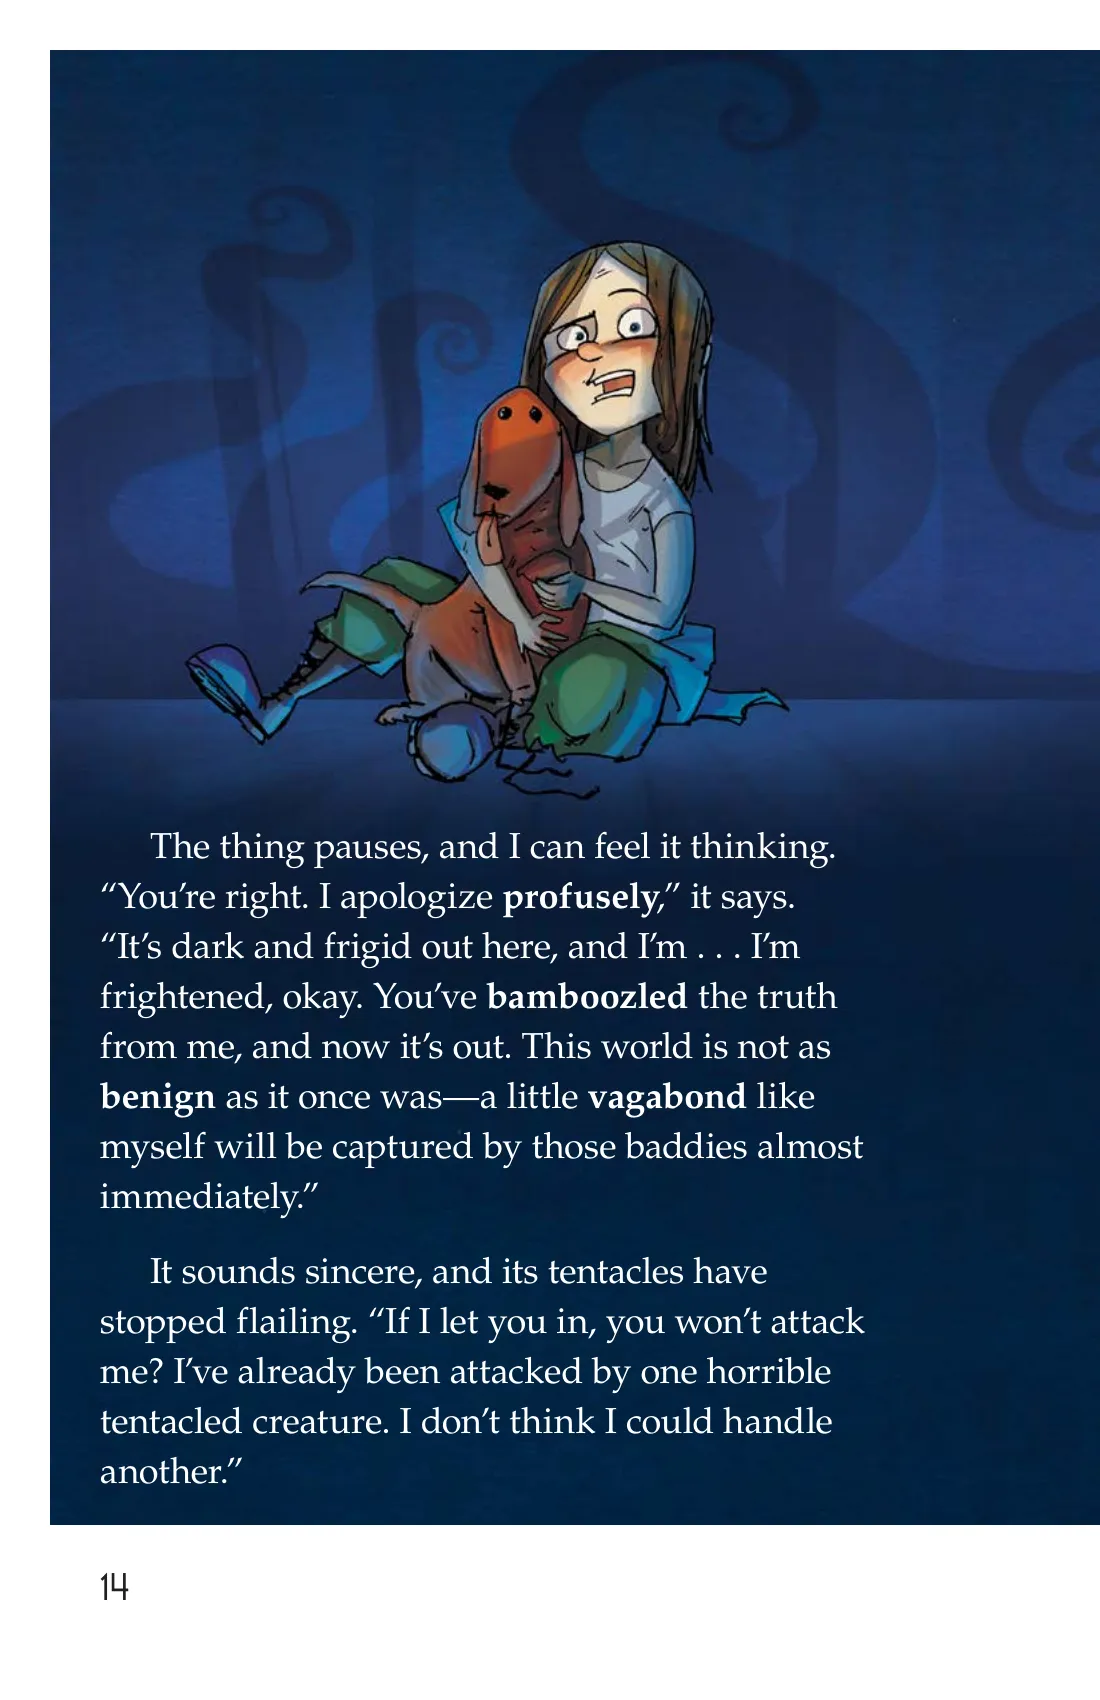 The thing pauses, and I can feel it thinking.
“You’re right. I apologize profusely,” it says.
“It’s dark and frigid out here, and I’m . . . I’m
frightened, okay. You’ve bamboozled the truth
from me, and now it’s out. This world is not as
benign as it once was—a little vagabond like
myself will be captured by those baddies almost
immediately.”
It sounds sincere, and its tentacles have
stopped flailing. “If I let you in, you won’t attack
me? I’ve already been attacked by one horrible
tentacled creature. I don’t think I could handle
another.”
14